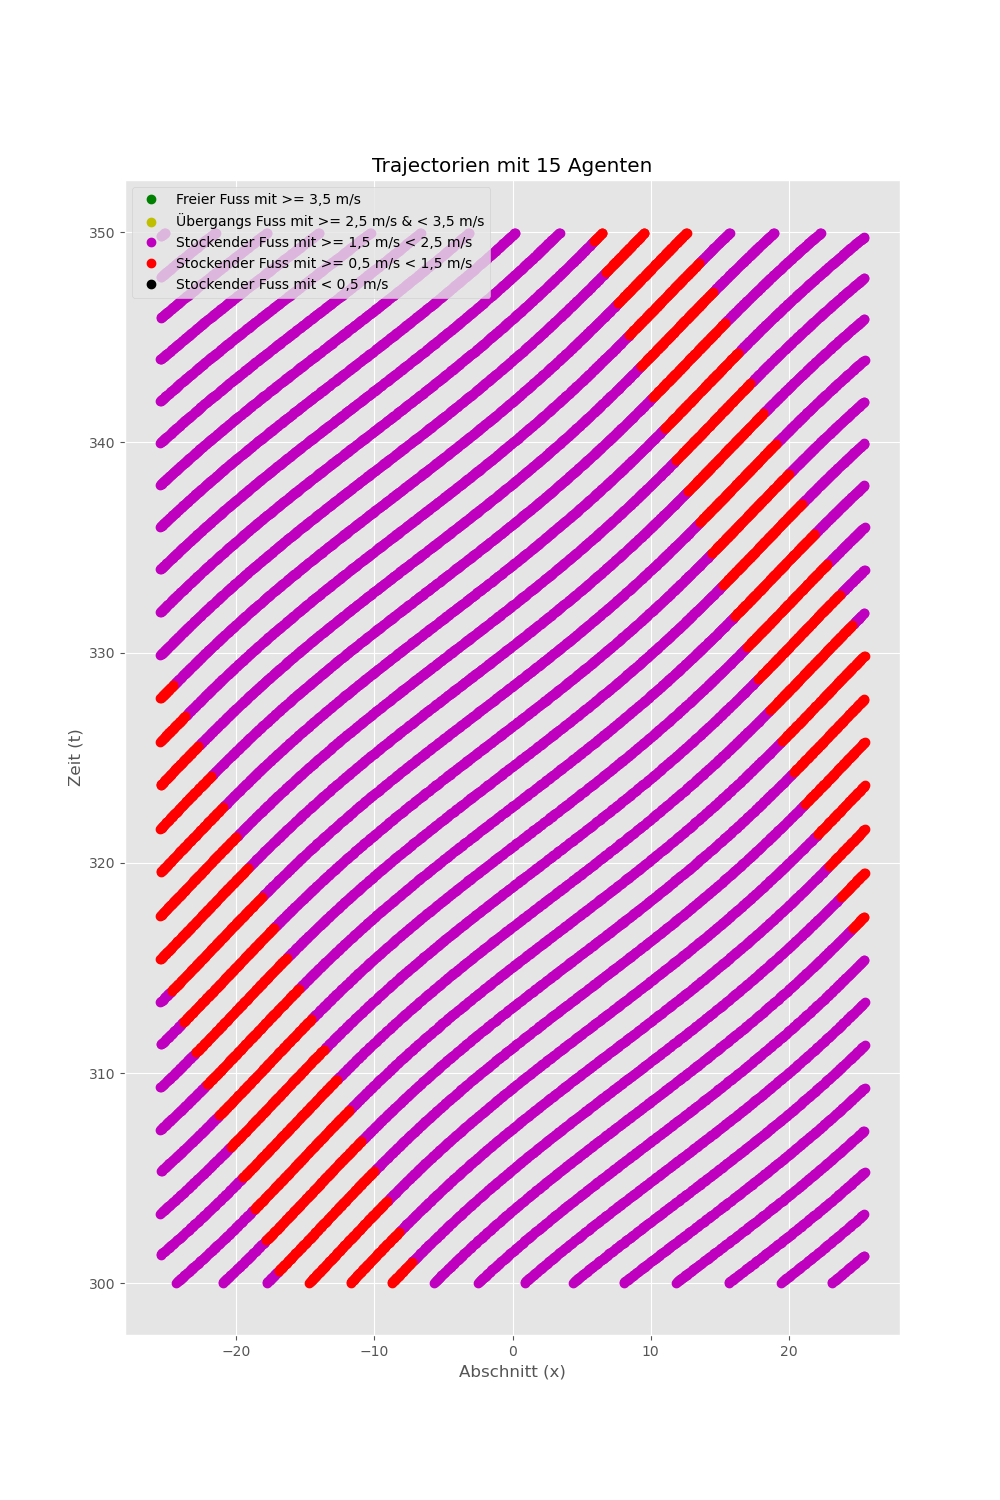 Trajectorien mit 15 Agenten
Freier Fuss mit >= 3,5 m/s
Übergangs Fuss mit >= 2,5 m/s & < 3,5 m/s
Stockender Fuss mit >= 1,5 m/s < 2,5 m/s
Stockender Fuss mit >= 0,5 m/s < 1,5 m/s
Stockender Fuss mit < 0,5 m/s
350
340
330
320
310
300
Zeit (t)
−20 −10 0 10 20
Abschnitt (x)